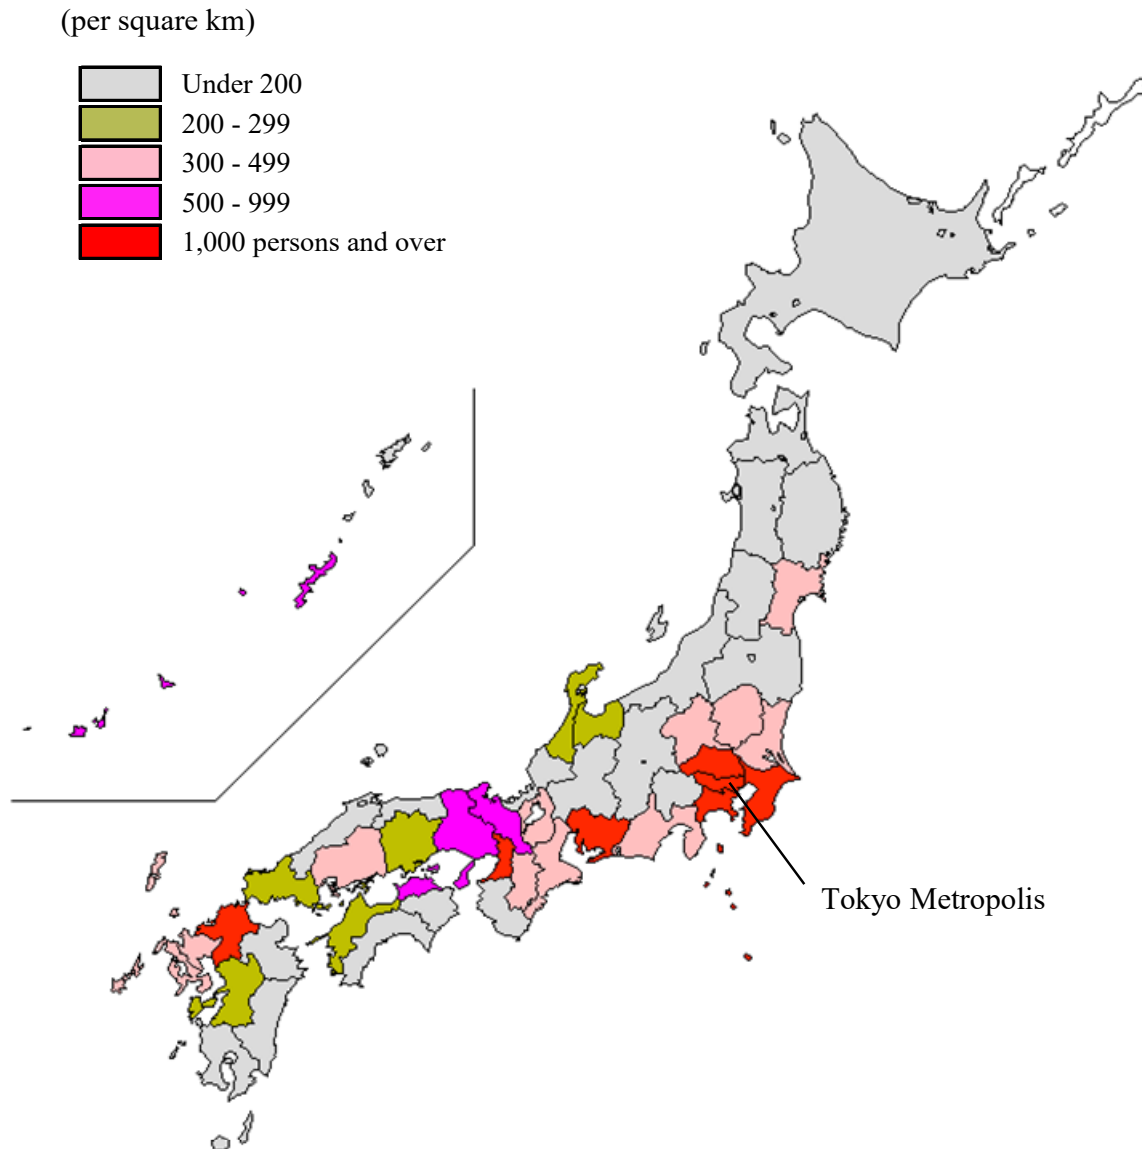 (per square km)
Under 200
200 - 299
300 - 499
500 - 999
1,000 persons and over
Tokyo Metropolis